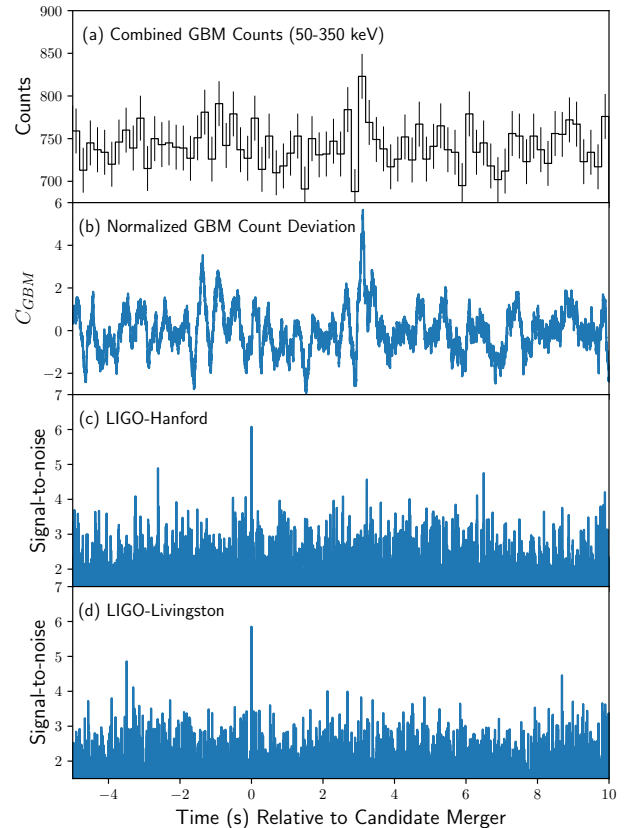 900
(a) Combined GBM Counts (50-350 keV)
850
800
Counts
750
700
6
(b) Normalized GBM Count Deviation
4
C_GBM
2
0
−2
7
(c) LIGO-Hanford
6
5
Signal-to-noise
4
3
2
7
(d) LIGO-Livingston
6
5
Signal-to-noise
4
3
2
−4 −2 0 2 4 6 8 10
Time (s) Relative to Candidate Merger